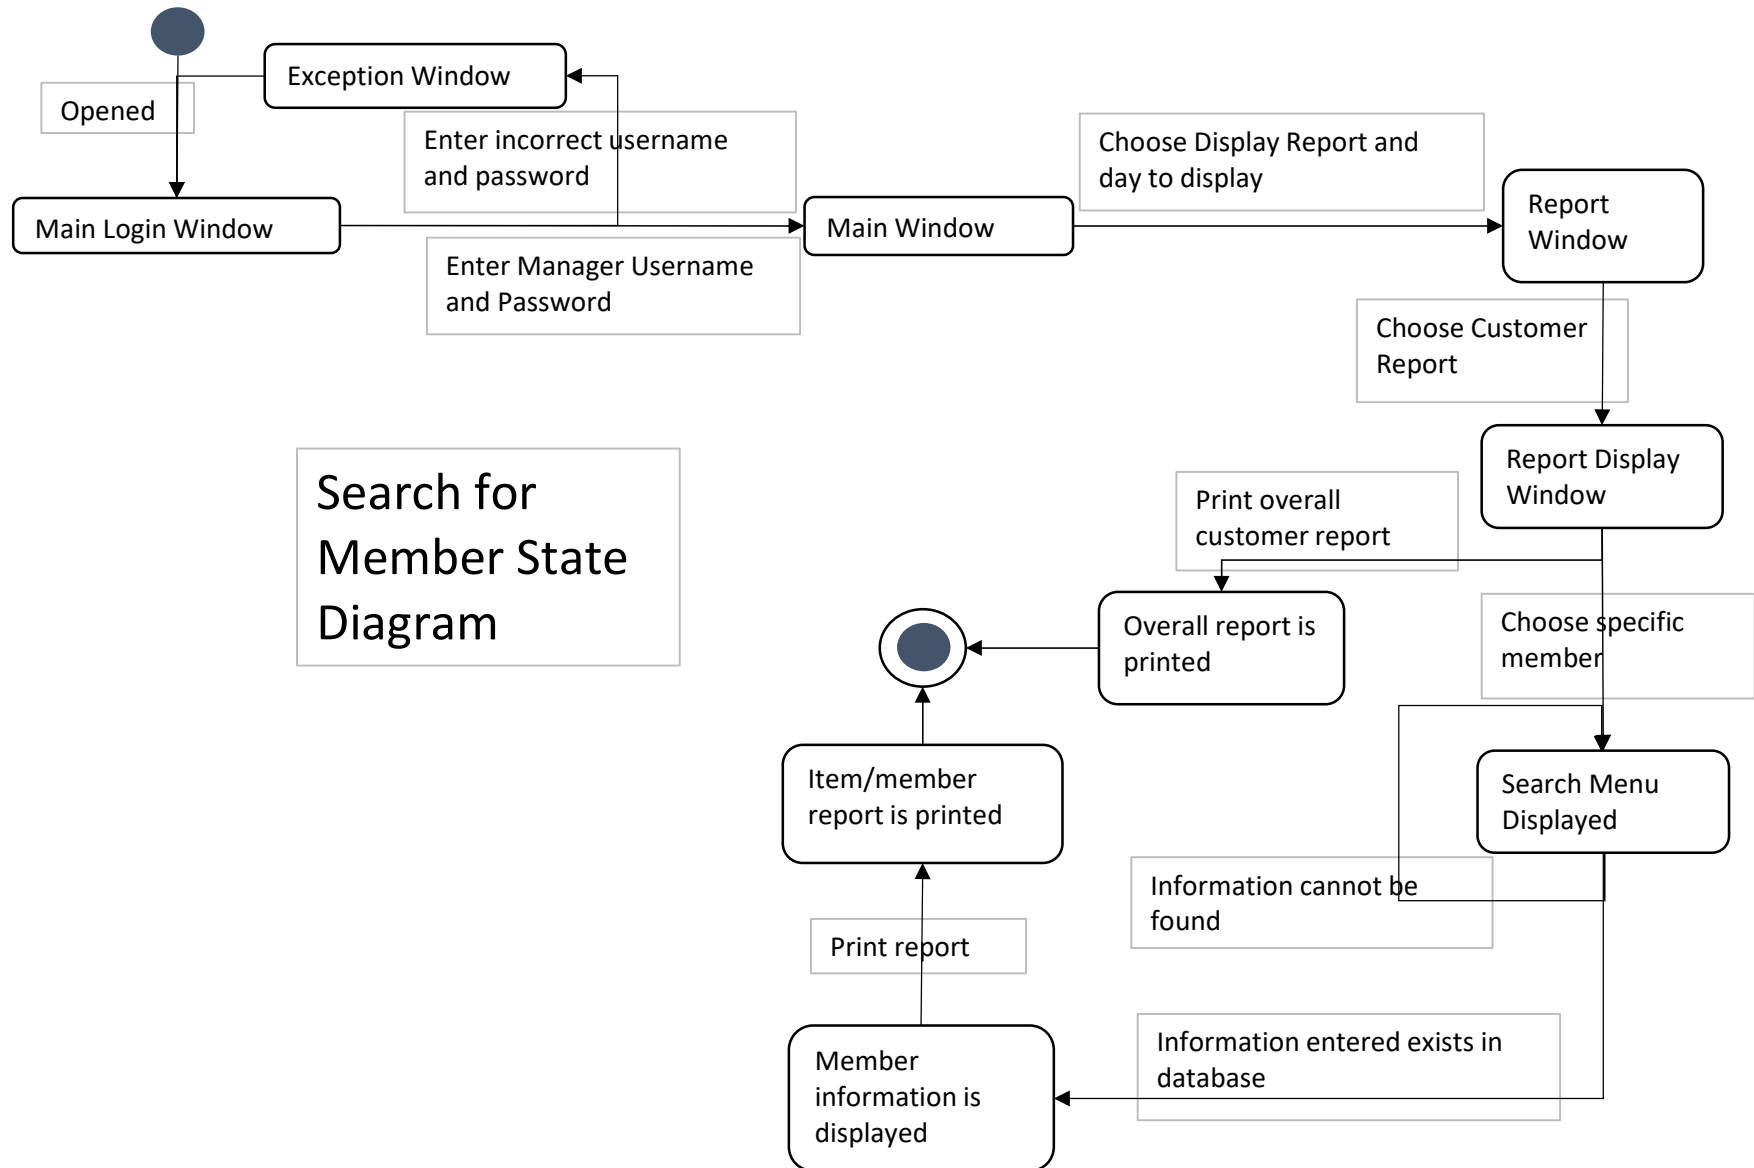 Exception Window
Opened
Enter incorrect username
and password
Choose Display Report and
day to display
Main Login Window
Main Window
Report
Window
Enter Manager Username
and Password
Choose Customer
Report
Search for
Member State
Diagram
Report Display
Window
Print overall
customer report
Overall report is
printed
Choose specific
member
Item/member
report is printed
Search Menu
Displayed
Information cannot be
found
Print report
Information entered exists in
database
Member
information is
displayed